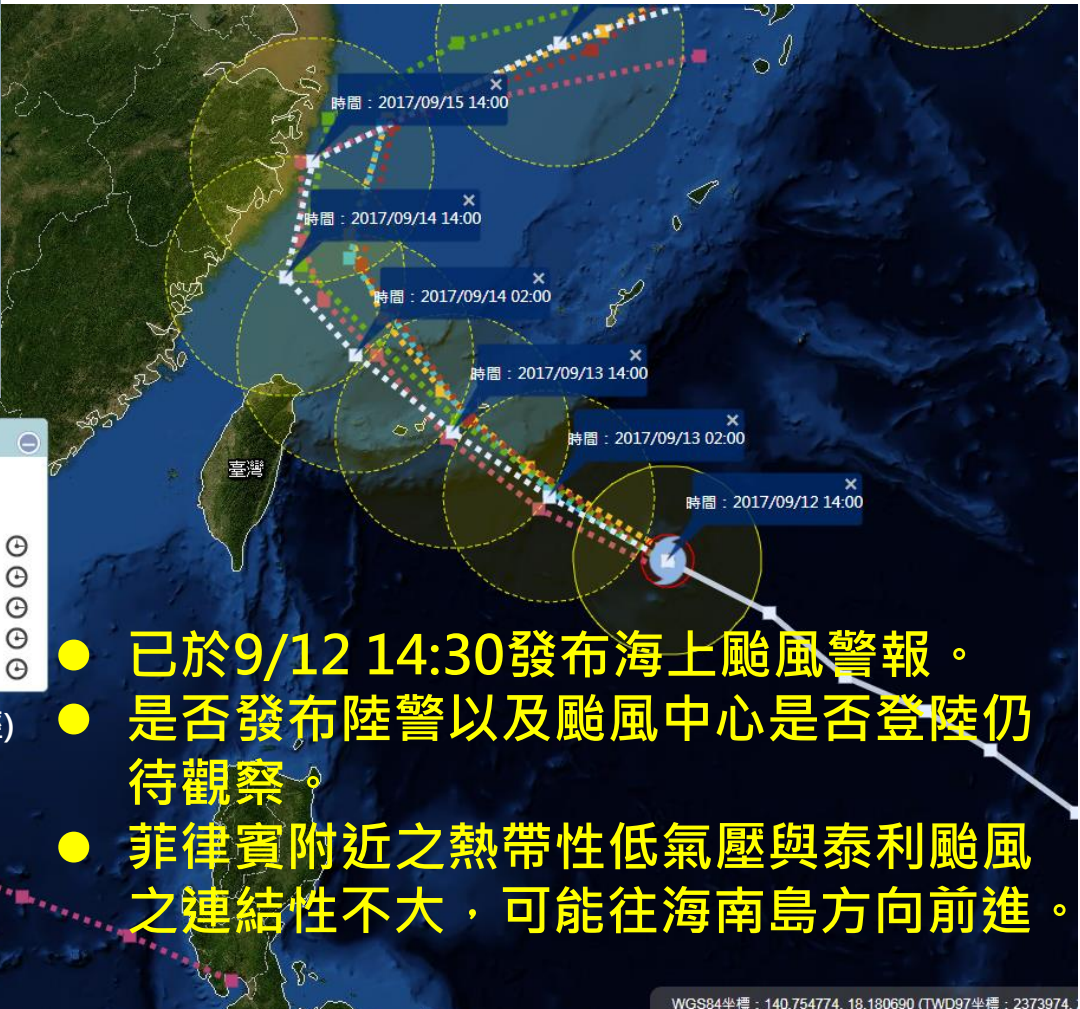 時間：2017/09/15 14:00
時間：2017/09/14 14:00
時間：2017/09/14 02:00
時間：2017/09/13 14:00
時間：2017/09/13 02:00
臺灣
時間：2017/09/12 14:00
● 已於9/12 14:30發布海上颱風警報。
● 是否發布陸警以及颱風中心是否登陸仍
待觀察。
● 菲律賓附近之熱帶性低氣壓與泰利颱風
之連結性不大，可能往海南島方向前進。
WGS84坐標：140.754774, 18.180690 (TWD97坐標：2373974,